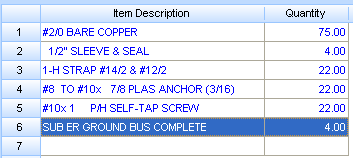 Item Description Quantity
1 #2/0 BARE COPPER 75.00
2 1/2" SLEEVE & SEAL 4.00
3 1-H STRAP #14/2 & #12/2 22.00
4 #8 TO #10x 7/8 PLAS ANCHOR (3/16) 22.00
5 #10x 1 P/H SELF-TAP SCREW 22.00
6 SUB ER GROUND BUS COMPLETE 4.00
7